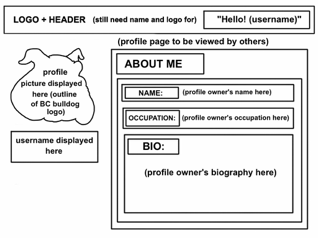 LOGO + HEADER (still need name and logo for) "Hello! (username)"
(profile page to be viewed by others)
profile
picture displayed
here (outline
of BC bulldog
logo)
username displayed
here
ABOUT ME
NAME: (profile owner's name here)
OCCUPATION: (profile owner's occupation here)
BIO:
(profile owner's biography here)